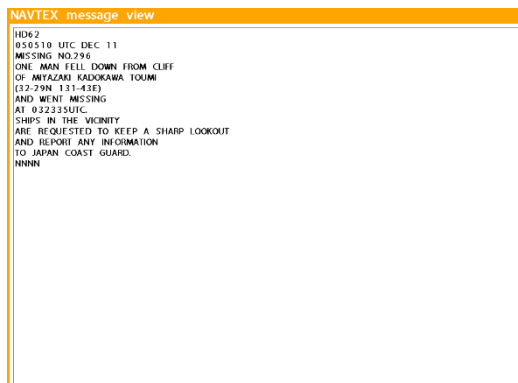 NAVTEX message view
HD62
050510 UTC DEC 11
MISSING NO.296
ONE MAN FELL DOWN FROM CLIFF
OF MIYAZAKI KADOKAWA TOUMI
(32-29N 131-43E)
AND WENT MISSING
AT 032335UTC.
SHIPS IN THE VICINITY
ARE REQUESTED TO KEEP A SHARP LOOKOUT
AND REPORT ANY INFORMATION
TO JAPAN COAST GUARD.
NNNN